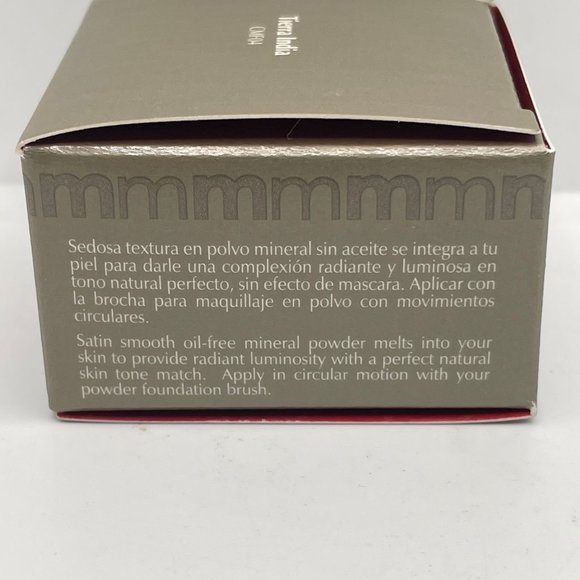 Tierra India
CMF04
mmmmmmm
Sedosa textura en polvo mineral sin aceite se integra a tu
piel para darle una complexión radiante y luminosa en
tono natural perfecto, sin efecto de mascara. Aplicar con
la brocha para maquillaje en polvo con movimientos
circulares.
Satin smooth oil-free mineral powder melts into your
skin to provide radiant luminosity with a perfect natural
skin tone match. Apply in circular motion with your
powder foundation brush.